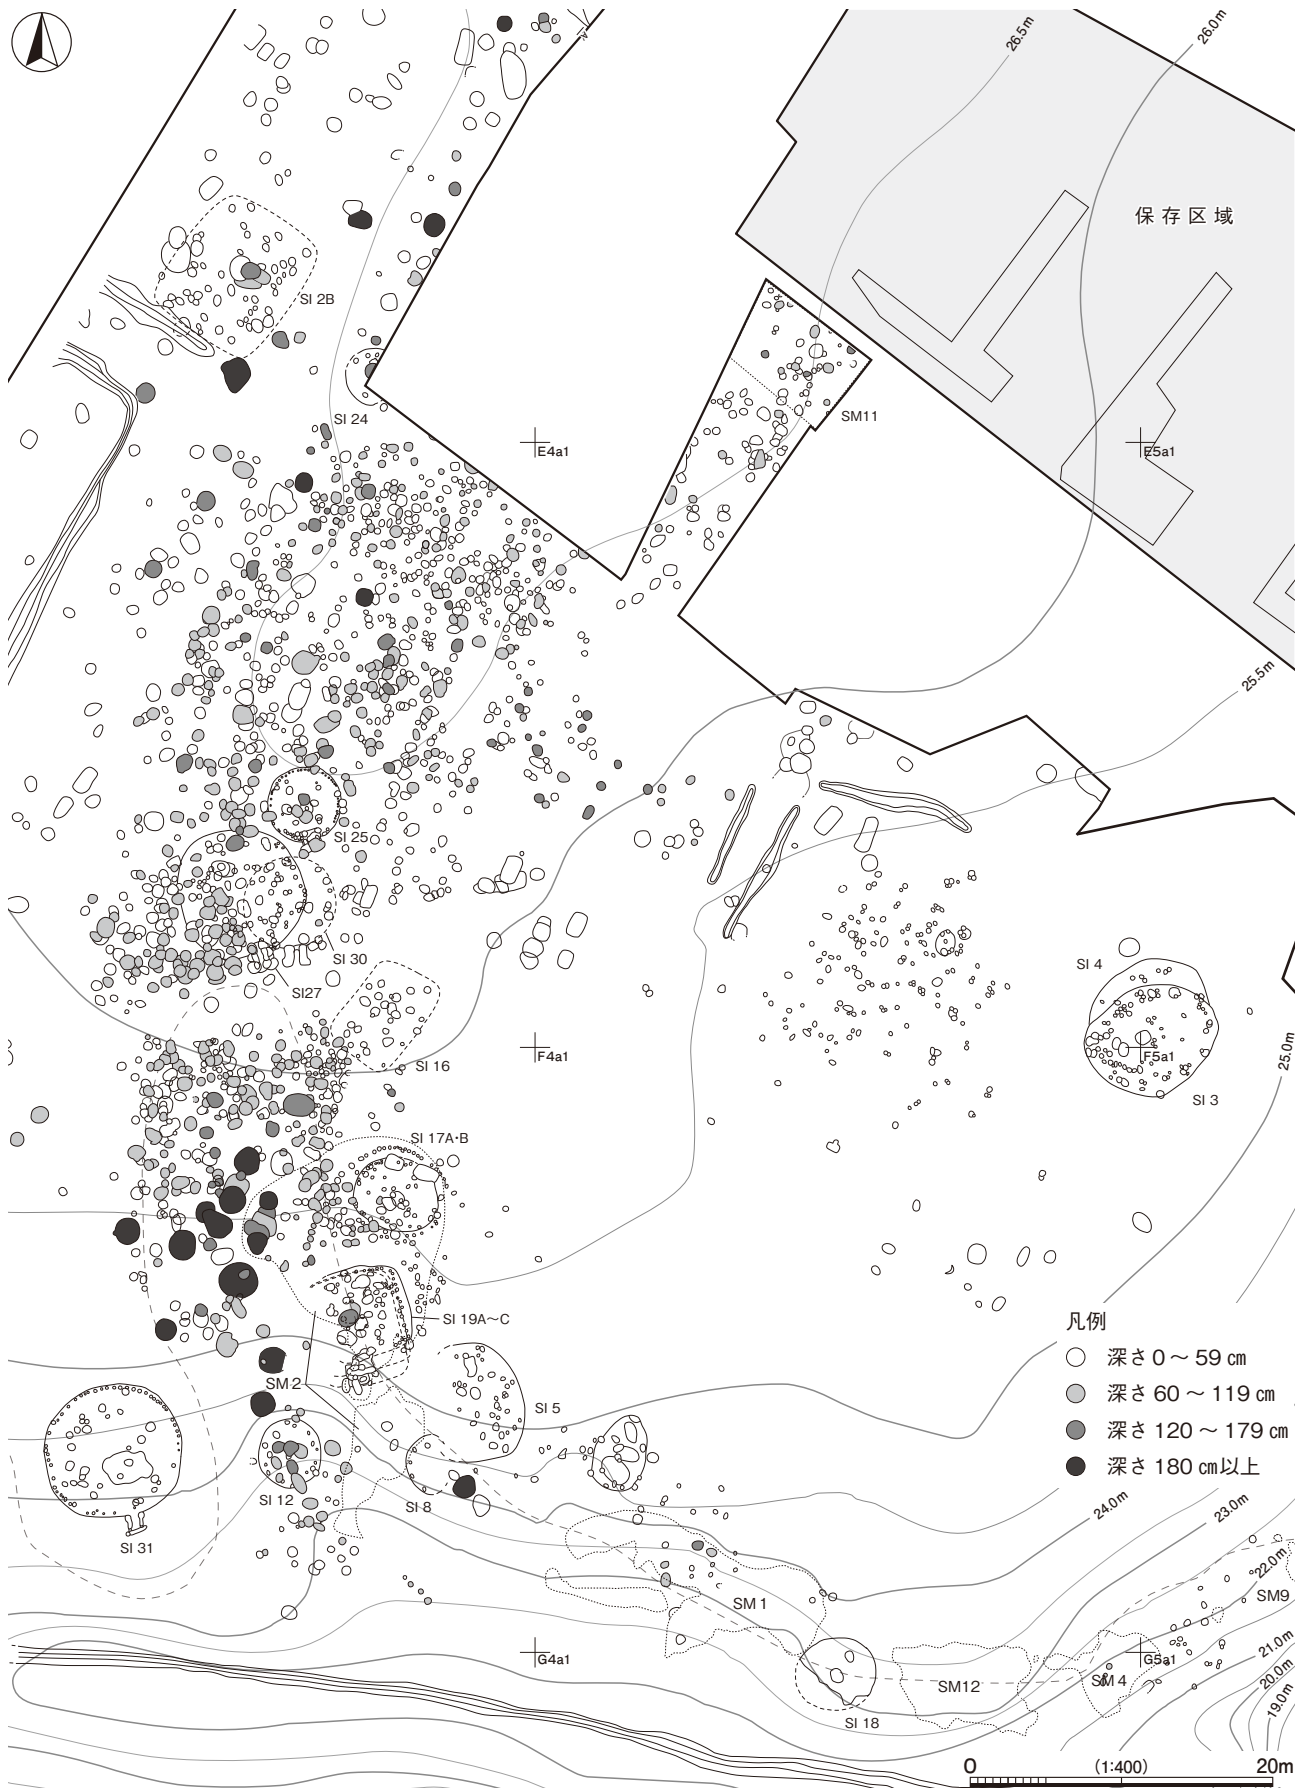 26.5m
26.0m
保存区域
SI 2B
SI 24
SM11
E4a1
E5a1
25.5m
SI 25
SI 30
SI27
SI 4
SI 16
F4a1
F5a1
SI 3
25.0m
SI 17A・B
SI 19A～C
SM 2
SI 5
凡例
深さ 0 ～ 59 ㎝
深さ 60 ～ 119 ㎝
深さ 120 ～ 179 ㎝
深さ 180 ㎝以上
SI 12
SI 8
SI 31
24.0m
23.0m
22.0m
SM 1
SM9
21.0m
G4a1
G5a1
SM12
SM 4
20.0m
19.0m
SI 18
0 (1:400) 20m